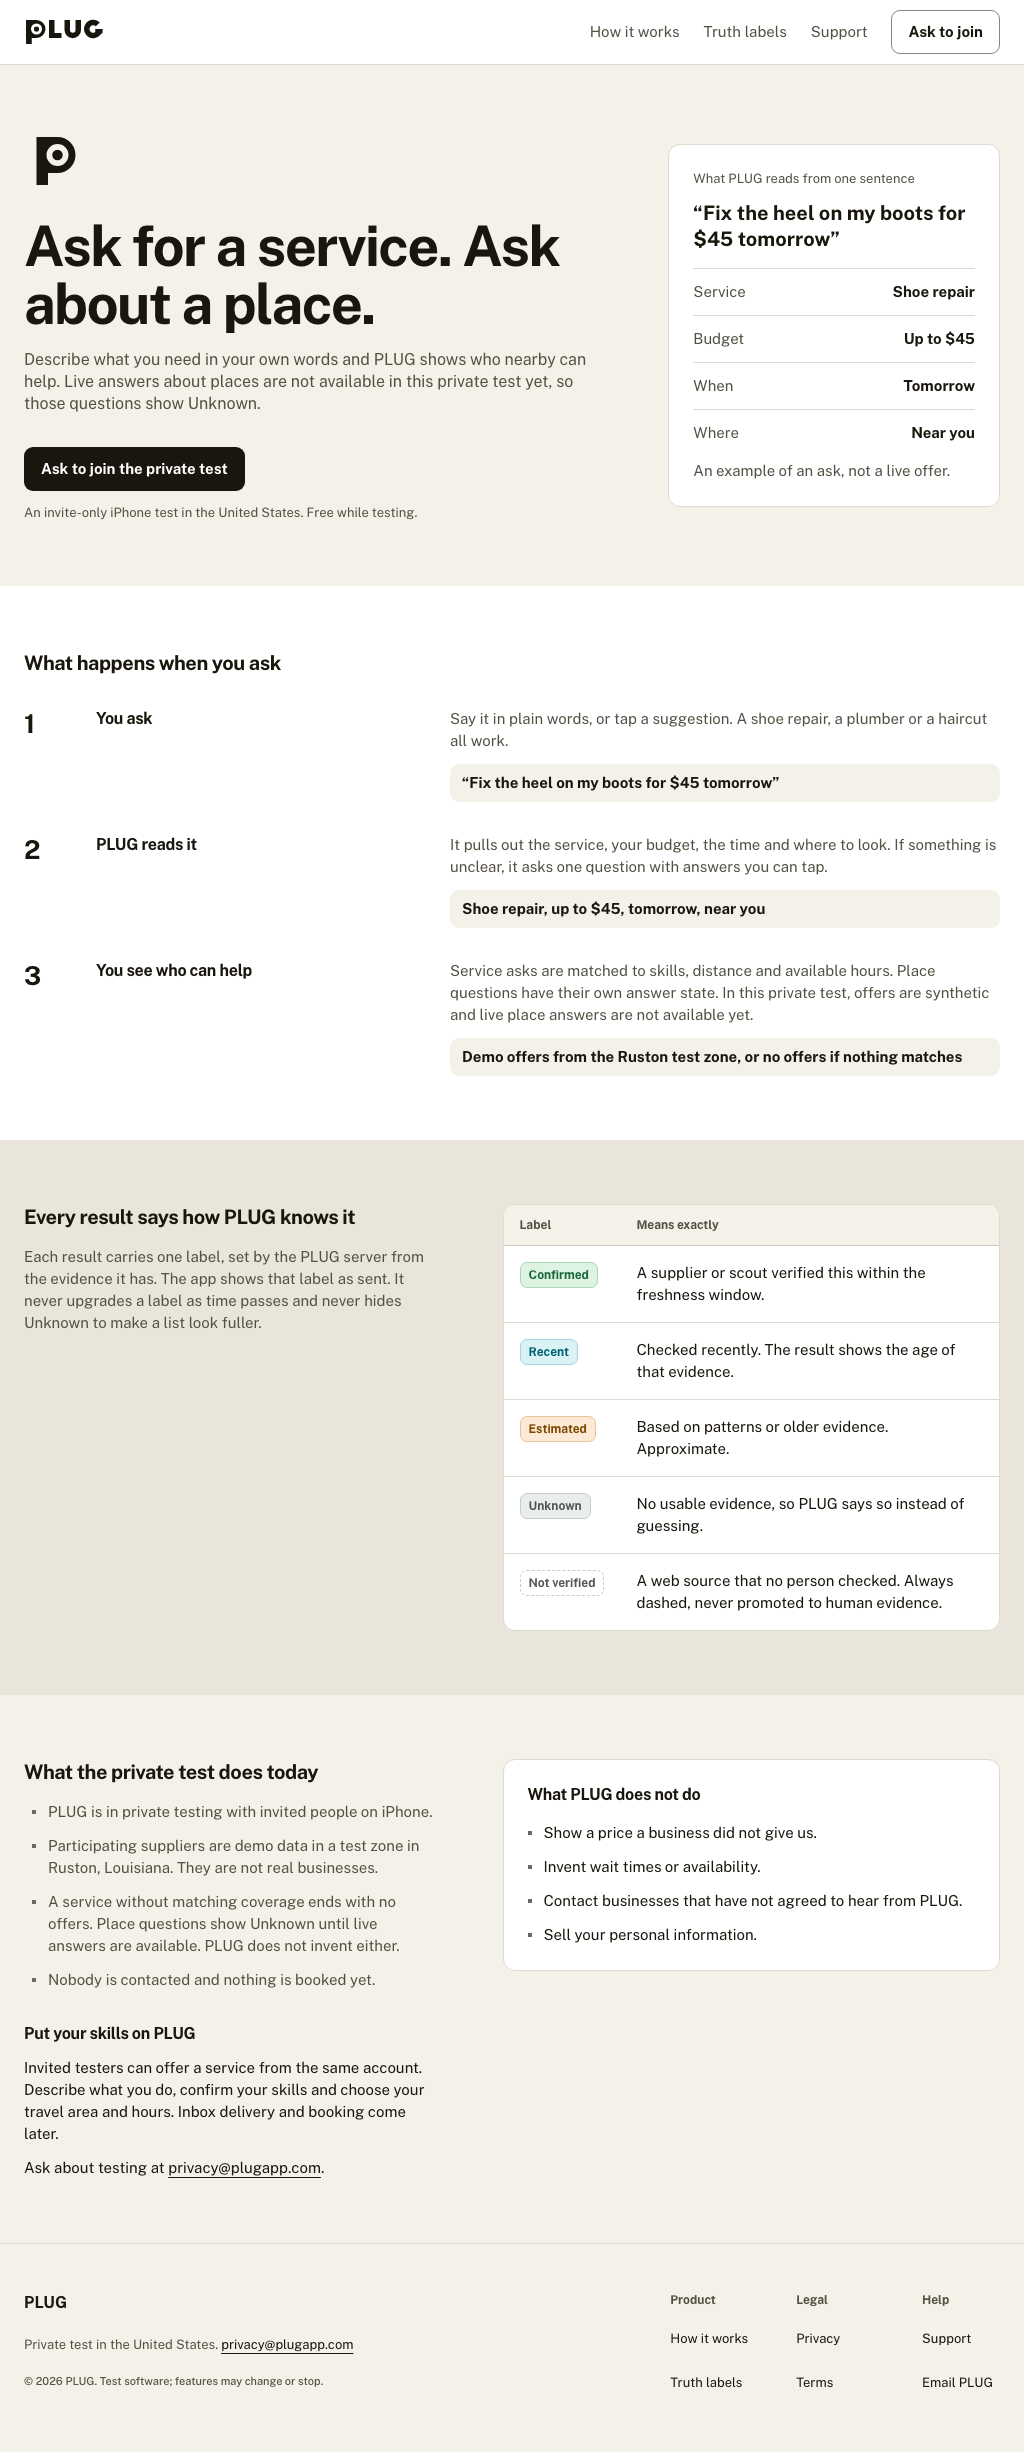 PLUG
How it works
Truth labels
Support
Ask to join
P
Ask for a service. Ask
about a place.
Describe what you need in your own words and PLUG shows who nearby can
help. Live answers about places are not available in this private test yet, so
those questions show Unknown.
Ask to join the private test
An invite-only iPhone test in the United States. Free while testing.
What PLUG reads from one sentence
“Fix the heel on my boots for
$45 tomorrow”
Service
Shoe repair
Budget
Up to $45
When
Tomorrow
Where
Near you
An example of an ask, not a live offer.
What happens when you ask
1
You ask
Say it in plain words, or tap a suggestion. A shoe repair, a plumber or a haircut
all work.
“Fix the heel on my boots for $45 tomorrow”
2
PLUG reads it
It pulls out the service, your budget, the time and where to look. If something is
unclear, it asks one question with answers you can tap.
Shoe repair, up to $45, tomorrow, near you
3
You see who can help
Service asks are matched to skills, distance and available hours. Place
questions have their own answer state. In this private test, offers are synthetic
and live place answers are not available yet.
Demo offers from the Ruston test zone, or no offers if nothing matches
Every result says how PLUG knows it
Each result carries one label, set by the PLUG server from
the evidence it has. The app shows that label as sent. It
never upgrades a label as time passes and never hides
Unknown to make a list look fuller.
Label
Means exactly
Confirmed
A supplier or scout verified this within the
freshness window.
Recent
Checked recently. The result shows the age of
that evidence.
Estimated
Based on patterns or older evidence.
Approximate.
Unknown
No usable evidence, so PLUG says so instead of
guessing.
Not verified
A web source that no person checked. Always
dashed, never promoted to human evidence.
What the private test does today
PLUG is in private testing with invited people on iPhone.
Participating suppliers are demo data in a test zone in
Ruston, Louisiana. They are not real businesses.
A service without matching coverage ends with no
offers. Place questions show Unknown until live
answers are available. PLUG does not invent either.
Nobody is contacted and nothing is booked yet.
Put your skills on PLUG
Invited testers can offer a service from the same account.
Describe what you do, confirm your skills and choose your
travel area and hours. Inbox delivery and booking come
later.
Ask about testing at privacy@plugapp.com.
What PLUG does not do
Show a price a business did not give us.
Invent wait times or availability.
Contact businesses that have not agreed to hear from PLUG.
Sell your personal information.
PLUG
Private test in the United States. privacy@plugapp.com
© 2026 PLUG. Test software; features may change or stop.
Product
How it works
Truth labels
Legal
Privacy
Terms
Help
Support
Email PLUG